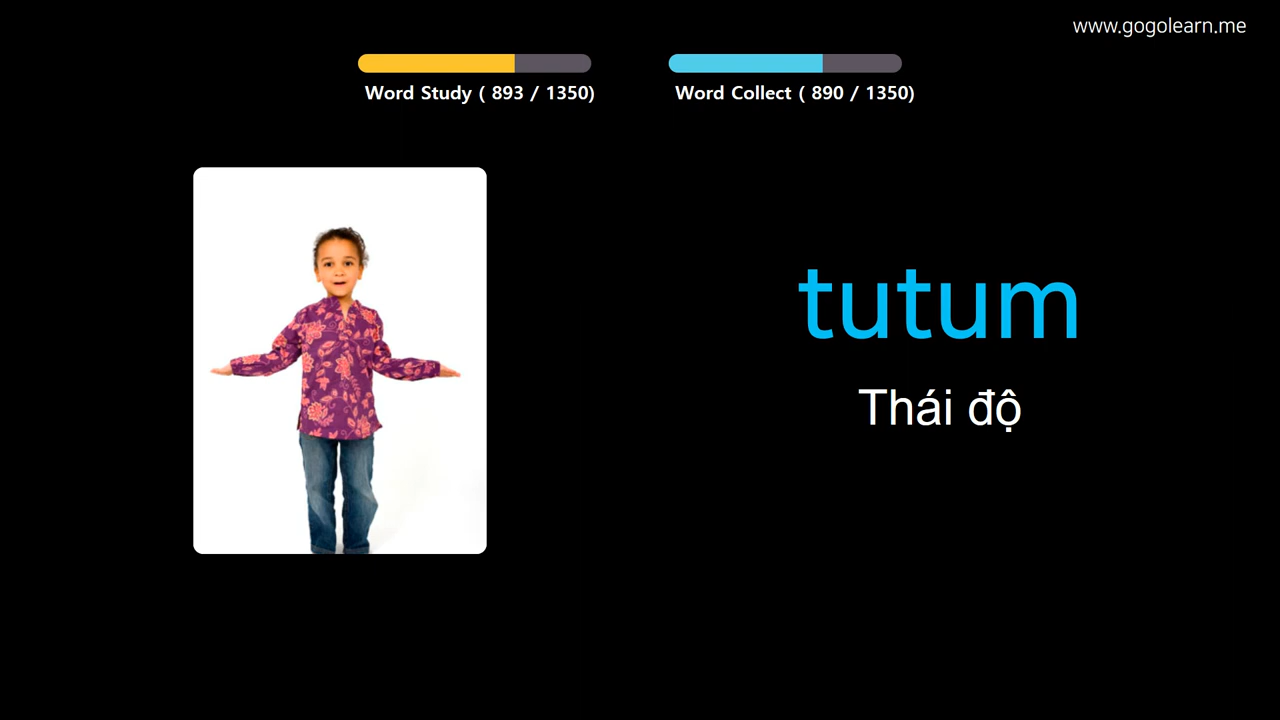 www.gogolearn.me
Word Study ( 893 / 1350)
Word Collect ( 890 / 1350)
tutum
Thái độ